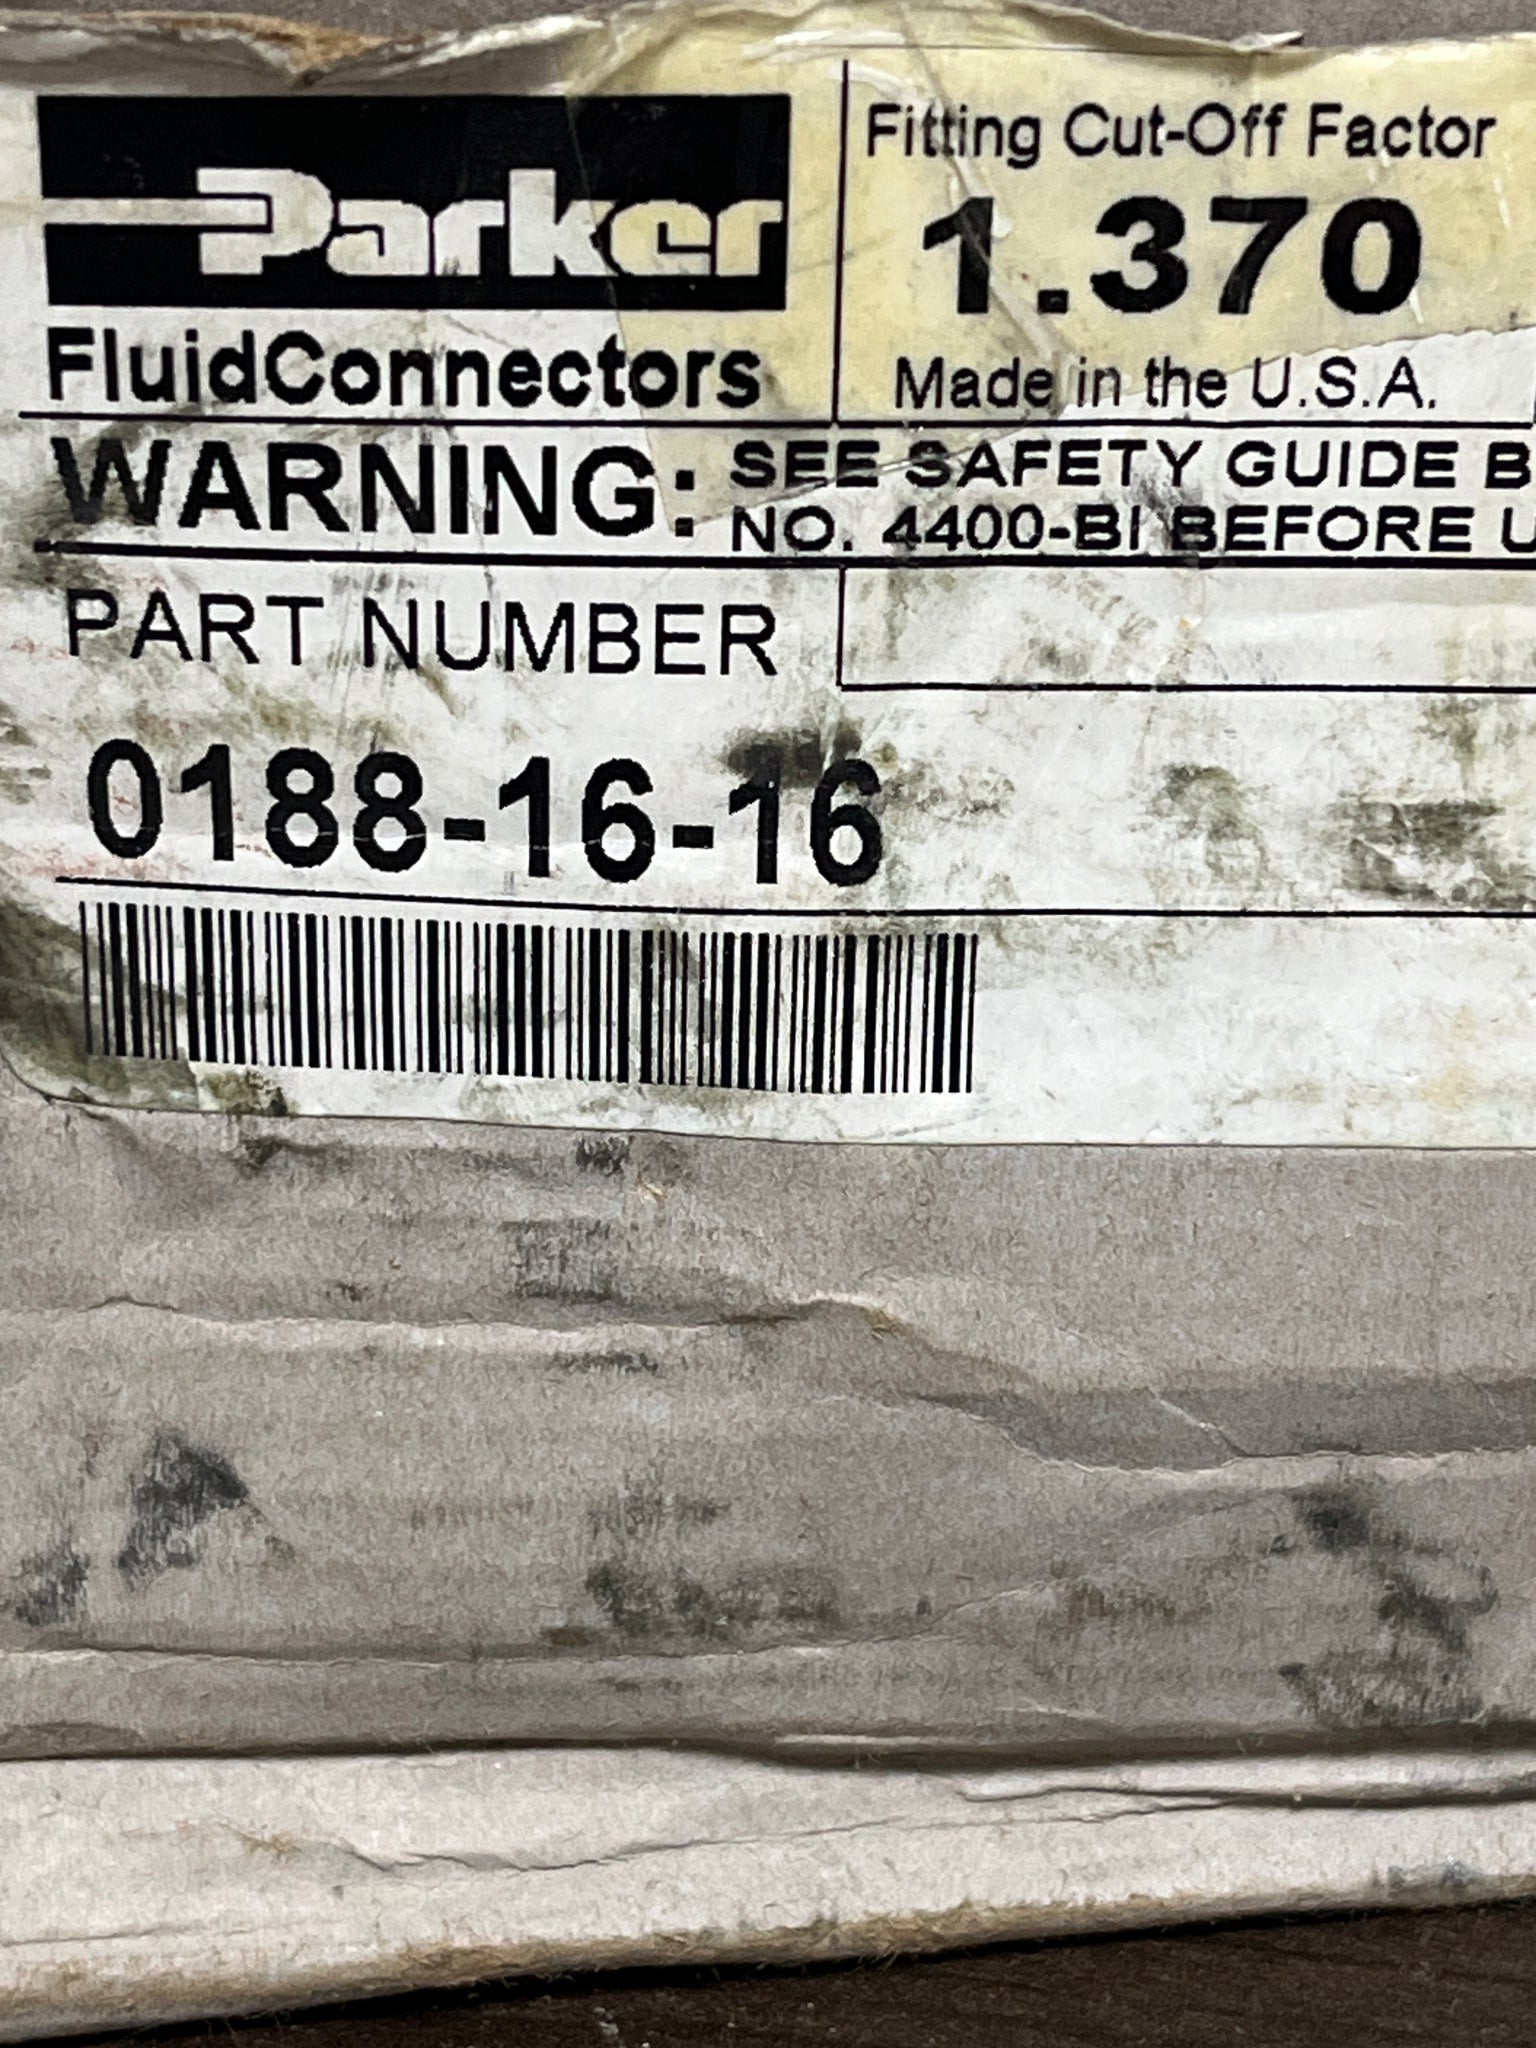 Parker
FluidConnectors
Fitting Cut-Off Factor
1.370
Made in the U.S.A.
WARNING: SEE SAFETY GUIDE B
NO. 4400-BI BEFORE U
PART NUMBER
0188-16-16